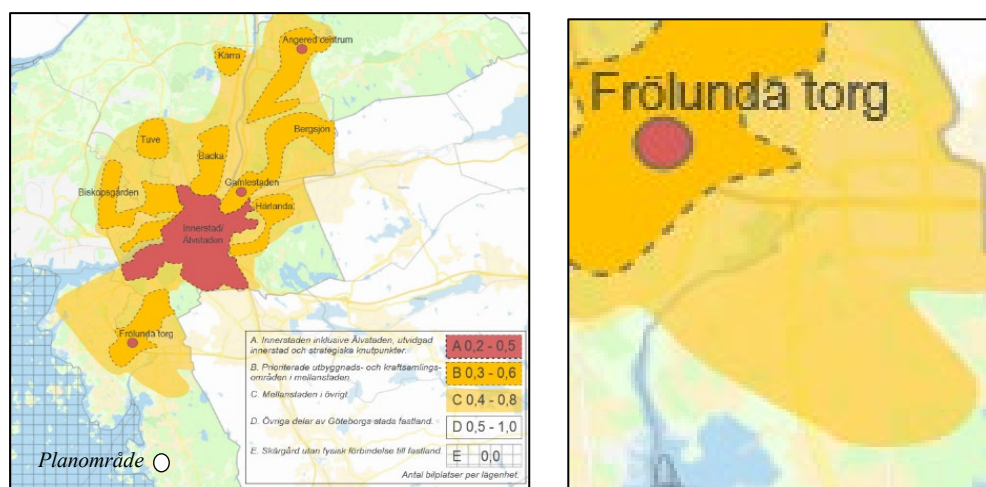 Angered centrum
Kärra
Bergsjön
Tuve
Backa
Gamlestaden
Biskopsgården
Härlanda
Innerstad/
Älvstaden
Frölunda torg
A. Innerstaden inklusive Älvstaden, utvidgad
innerstad och strategiska knutpunkter.
A 0,2 - 0,5
B. Prioriterade utbyggnads- och kraftsamlings-
områden i mellanstaden
B 0,3 - 0,6
C. Mellanstaden i övrigt.
C 0,4 - 0,8
D. Övriga delar av Göteborgs stads fastland.
D 0,5 - 1,0
E. Skärgård utan fysisk förbindelse till fastland.
E 0,0
Antal bilplatser per lägenhet.
Planområde
Frölunda torg